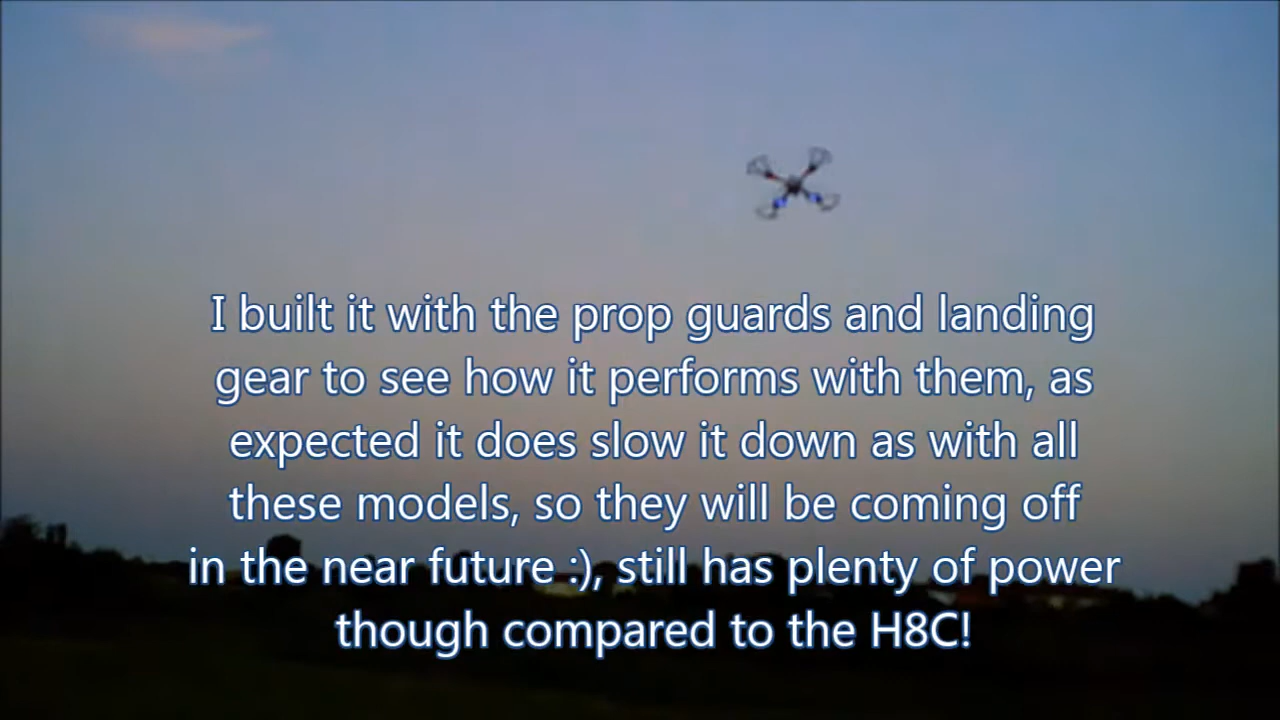 I built it with the prop guards and landing
gear to see how it performs with them, as
expected it does slow it down as with all
these models, so they will be coming off
in the near future :), still has plenty of power
though compared to the H8C!